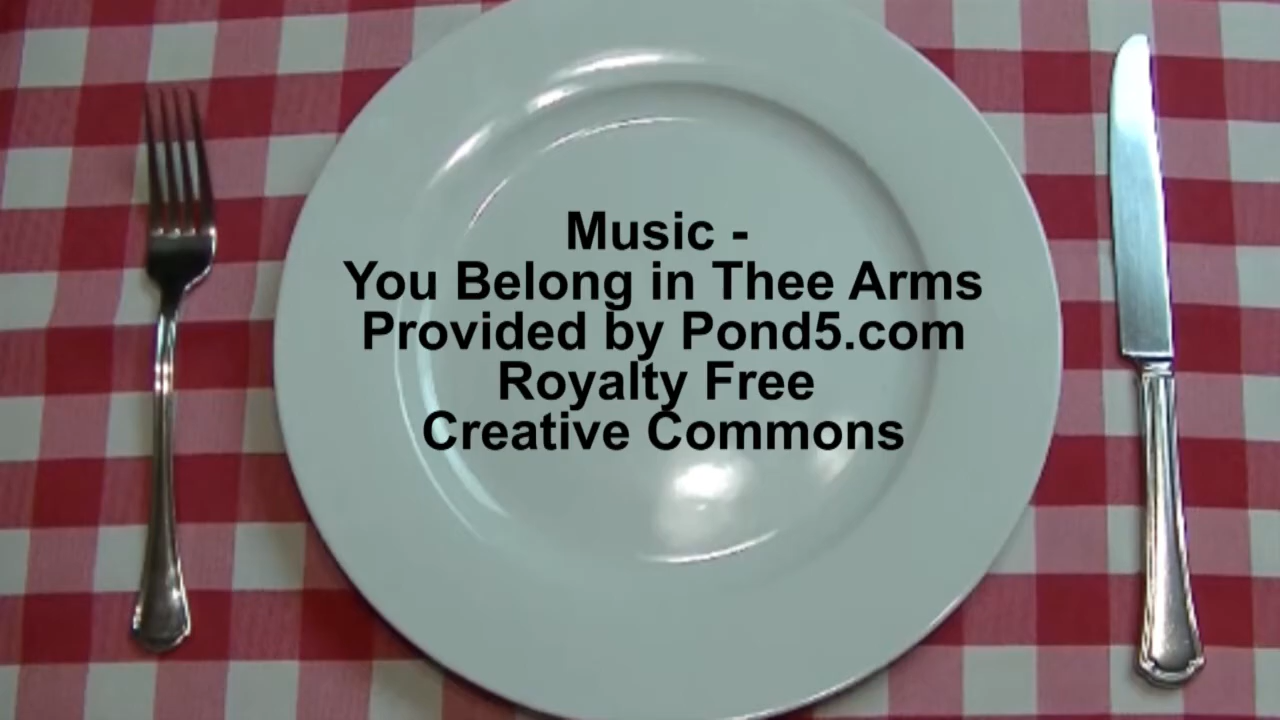 Music -
You Belong in Thee Arms
Provided by Pond5.com
Royalty Free
Creative Commons